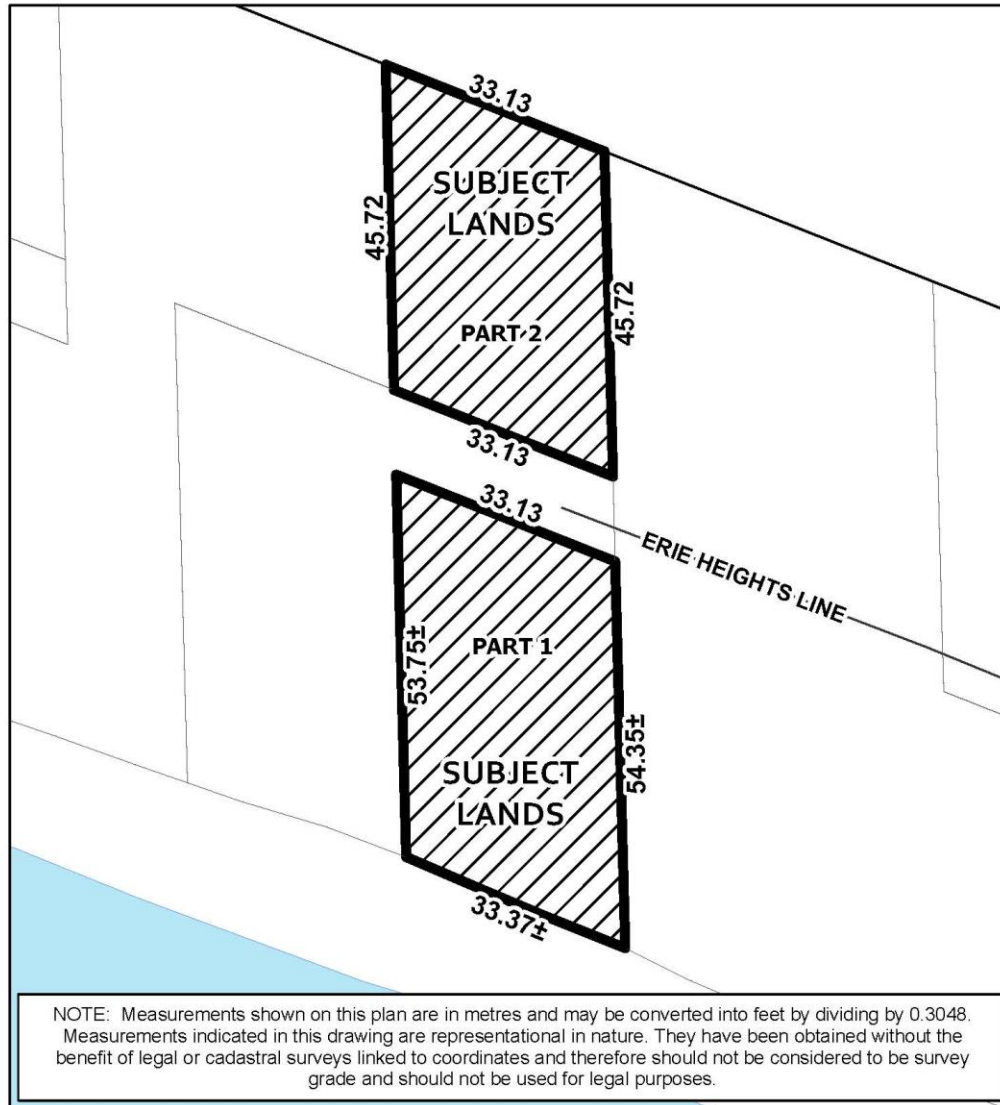 33.13
SUBJECT
LANDS
45.72
45.72
PART 2
33.13
33.13
ERIE HEIGHTS LINE
PART 1
53.75±
54.35±
SUBJECT
LANDS
33.37±
NOTE: Measurements shown on this plan are in metres and may be converted into feet by dividing by 0.3048.
Measurements indicated in this drawing are representational in nature. They have been obtained without the
benefit of legal or cadastral surveys linked to coordinates and therefore should not be considered to be survey
grade and should not be used for legal purposes.